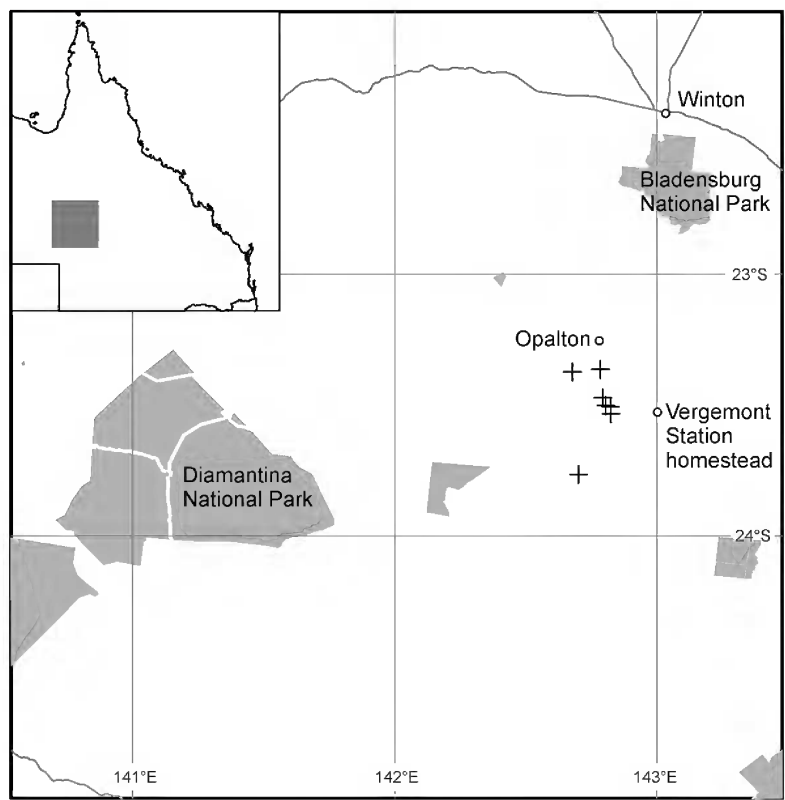 Winton
Bladensburg
National Park
23°S
Opalton
Vergemont
Station
homestead
Diamantina
National Park
24°S
141°E
142°E
143°E